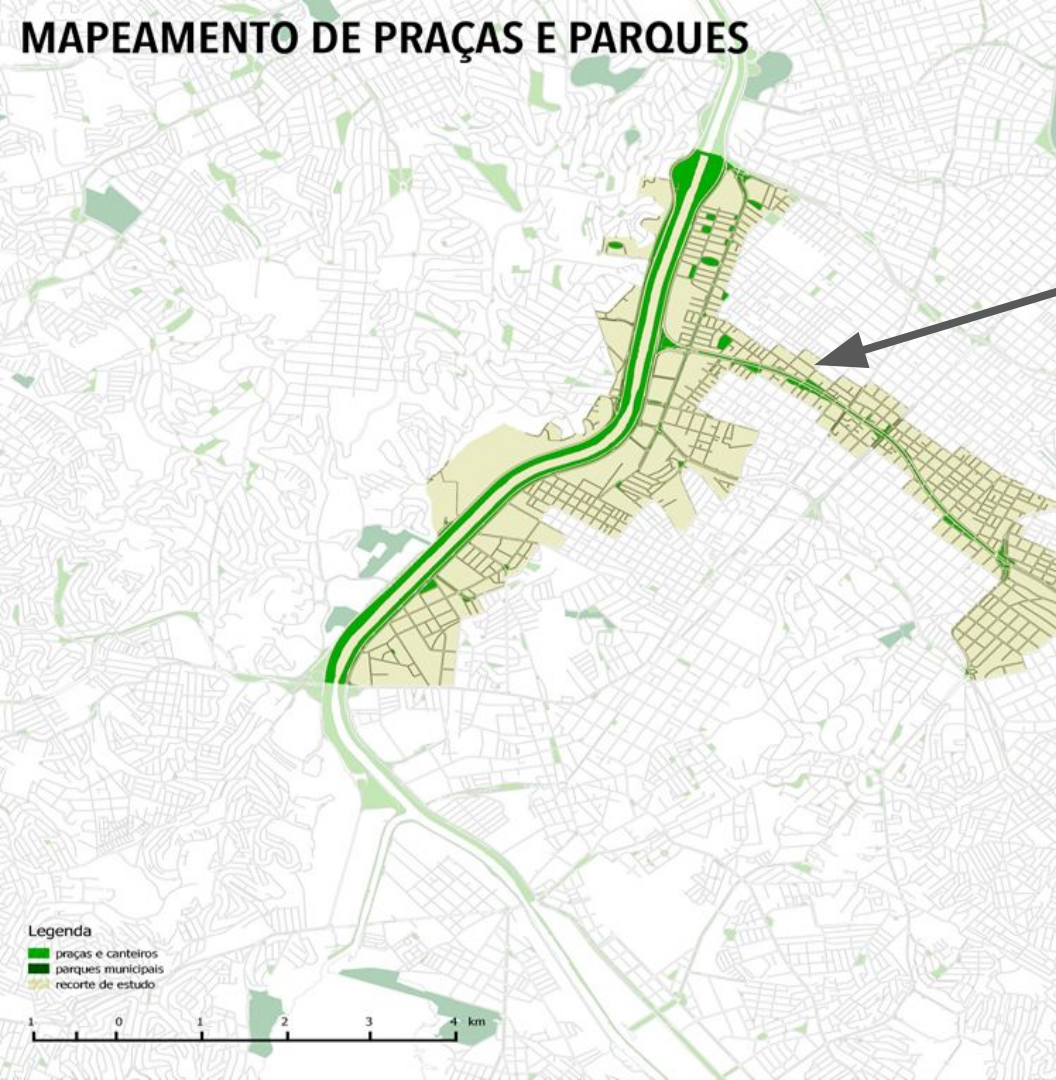 MAPEAMENTO DE PRAÇAS E PARQUES
Legenda
praças e canteiros
parques municipais
recorte de estudo
1 0 1 2 3 4 km